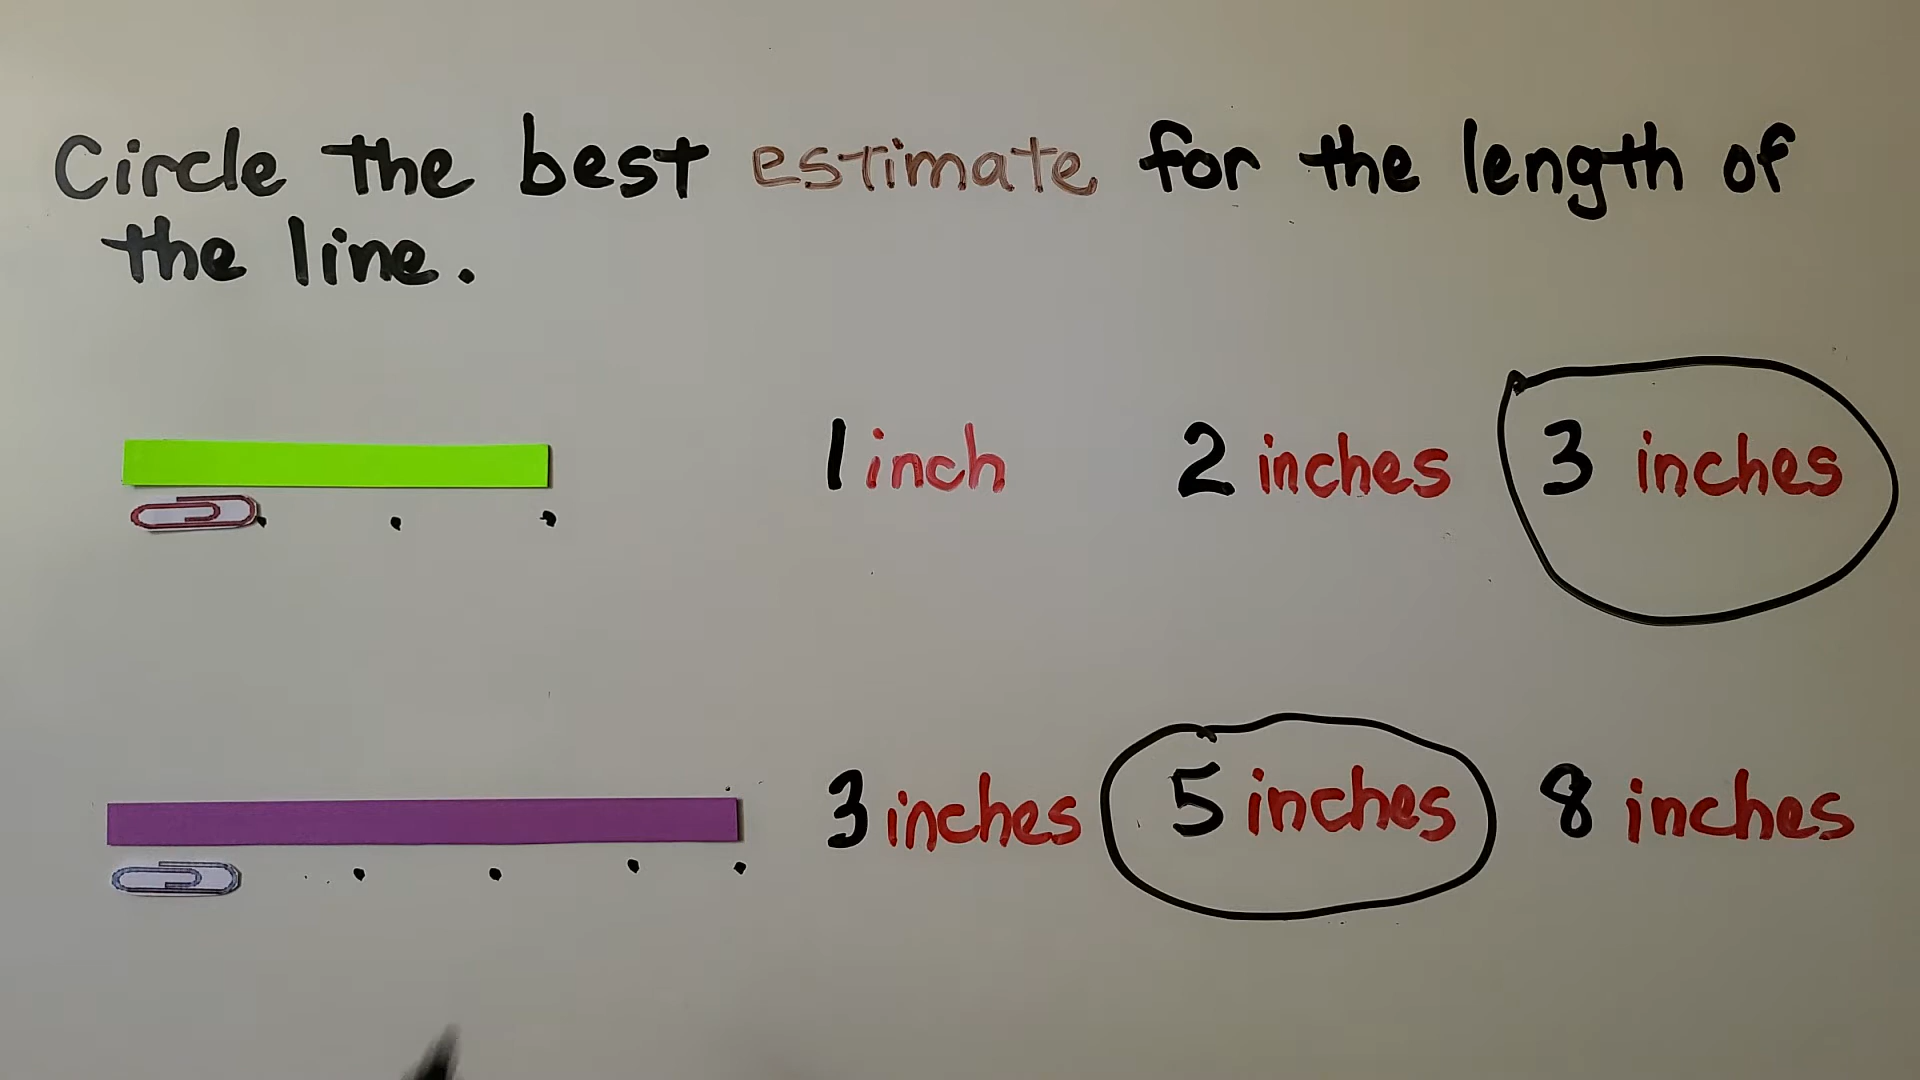 Circle the best estimate for the length of
the line.
1 inch 2 inches 3 inches
3 inches 5 inches 8 inches